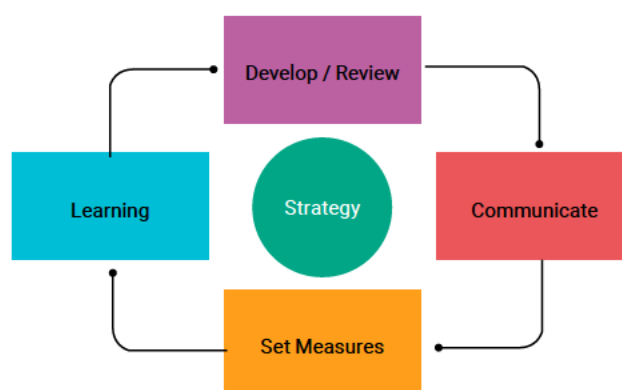 Develop / Review
Learning
Strategy
Communicate
Set Measures